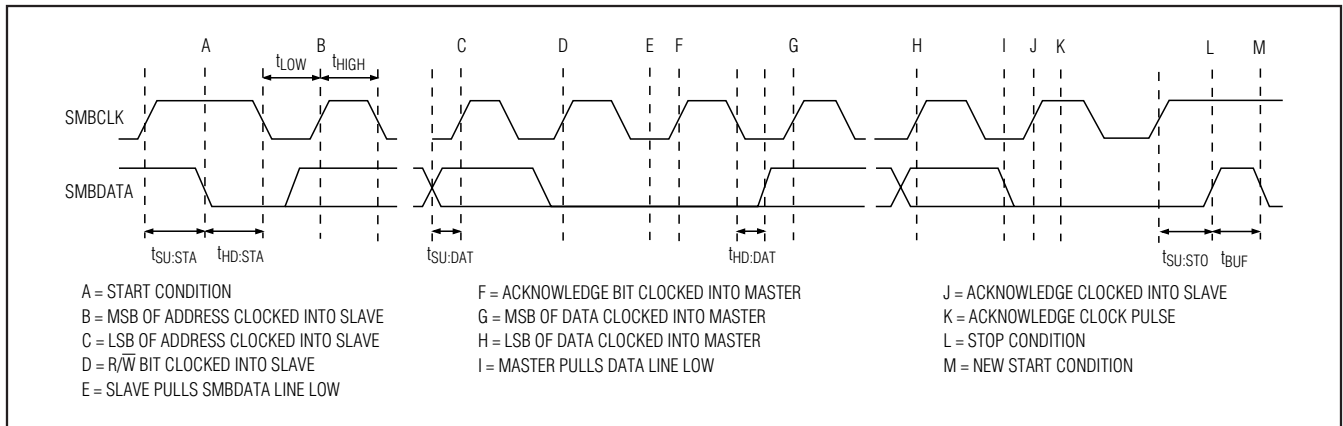 A B C D E F G H I J K L M
tLOW tHIGH
SMBCLK
SMBDATA
tSU:STA tHD:STA tSU:DAT tHD:DAT tSU:STO tBUF
A = START CONDITION
B = MSB OF ADDRESS CLOCKED INTO SLAVE
C = LSB OF ADDRESS CLOCKED INTO SLAVE
D = R/W̅ BIT CLOCKED INTO SLAVE
E = SLAVE PULLS SMBDATA LINE LOW
F = ACKNOWLEDGE BIT CLOCKED INTO MASTER
G = MSB OF DATA CLOCKED INTO MASTER
H = LSB OF DATA CLOCKED INTO MASTER
I = MASTER PULLS DATA LINE LOW
J = ACKNOWLEDGE CLOCKED INTO SLAVE
K = ACKNOWLEDGE CLOCK PULSE
L = STOP CONDITION
M = NEW START CONDITION